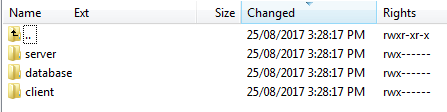 Name Ext Size Changed Rights
.. 25/08/2017 3:28:17 PM rwxr-xr-x
server 25/08/2017 3:28:17 PM rwx------
database 25/08/2017 3:28:17 PM rwx------
client 25/08/2017 3:28:17 PM rwx------